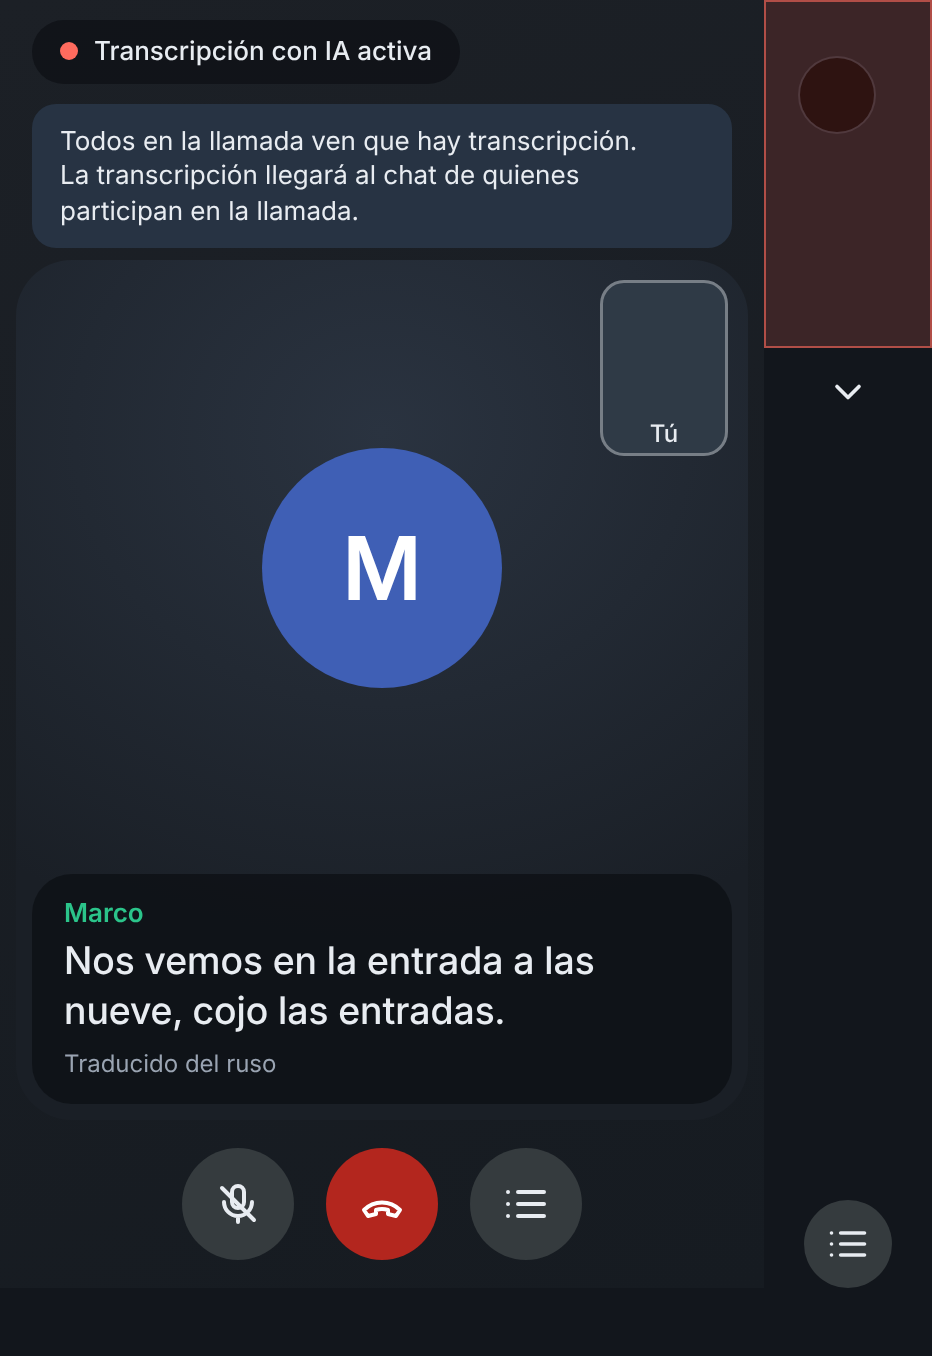 Transcripción con IA activa
Todos en la llamada ven que hay transcripción.
La transcripción llegará al chat de quienes
participan en la llamada.
Tú
M
Marco
Nos vemos en la entrada a las
nueve, cojo las entradas.
Traducido del ruso